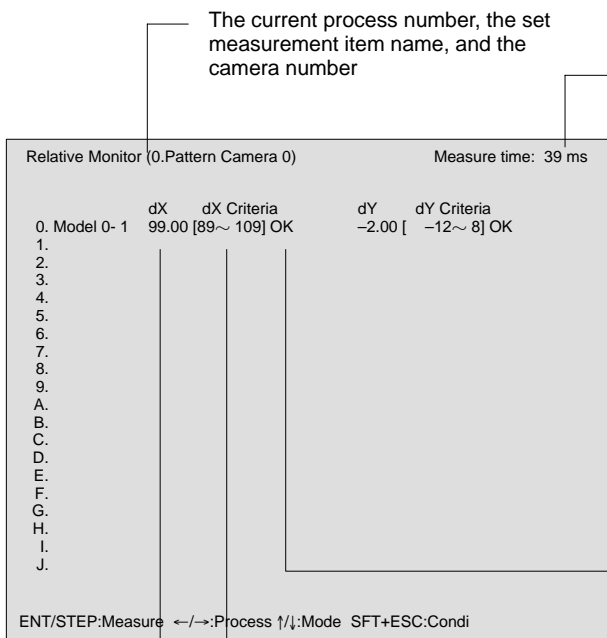 The current process number, the set
measurement item name, and the
camera number
Relative Monitor (0.Pattern Camera 0) Measure time: 39 ms
dX dX Criteria dY dY Criteria
0. Model 0- 1 99.00 [89～ 109] OK –2.00 [ –12～ 8] OK
1.
2.
3.
4.
5.
6.
7.
8.
9.
A.
B.
C.
D.
E.
F.
G.
H.
I.
J.
ENT/STEP:Measure ←/→:Process ↑/↓:Mode SFT+ESC:Condi